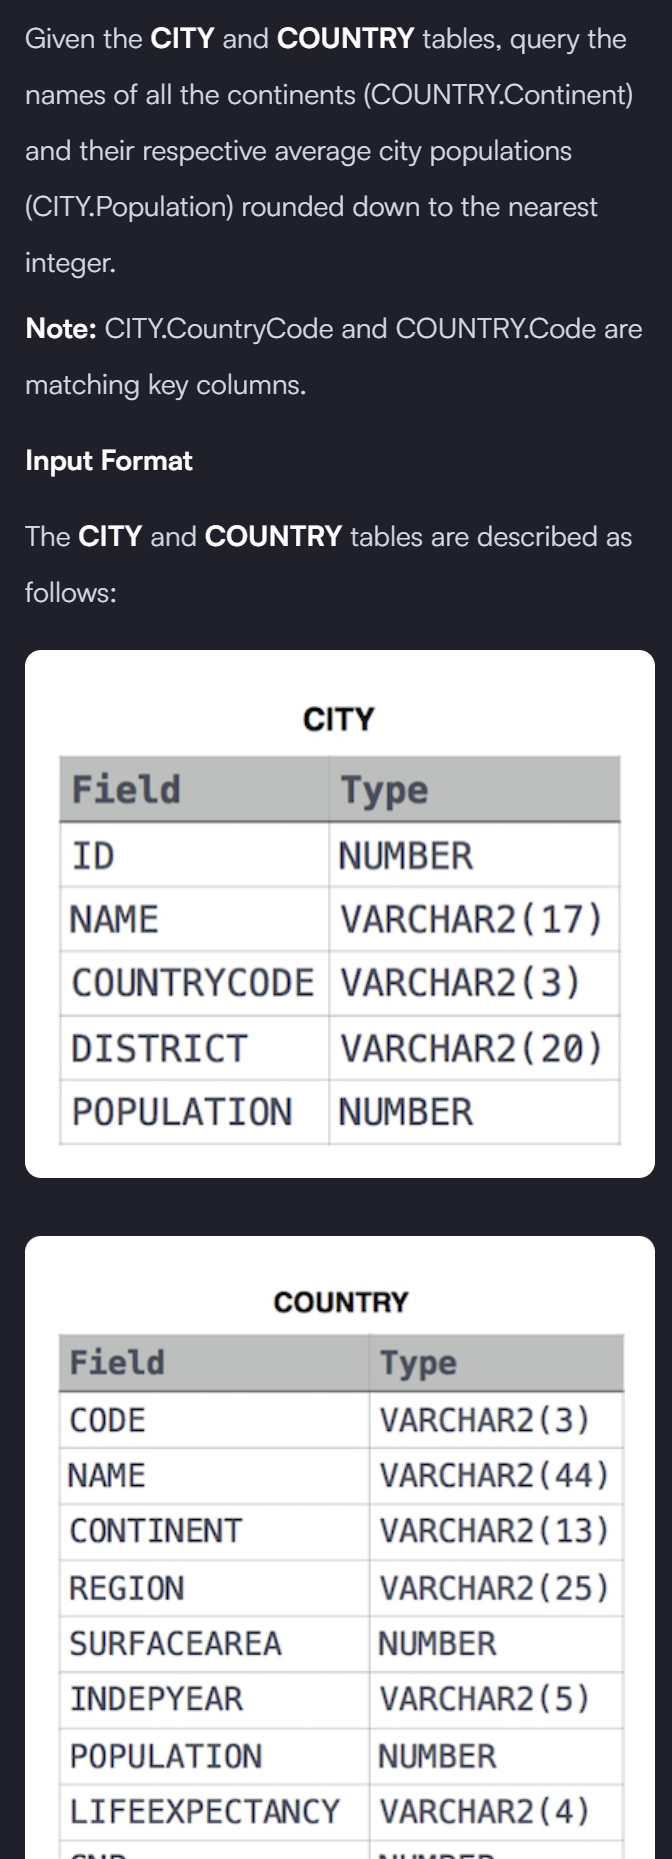 Given the CITY and COUNTRY tables, query the
names of all the continents (COUNTRY.Continent)
and their respective average city populations
(CITY.Population) rounded down to the nearest
integer.
Note: CITY.CountryCode and COUNTRY.Code are
matching key columns.
Input Format
The CITY and COUNTRY tables are described as
follows:
CITY
Field Type
ID NUMBER
NAME VARCHAR2(17)
COUNTRYCODE VARCHAR2(3)
DISTRICT VARCHAR2(20)
POPULATION NUMBER
COUNTRY
Field Type
CODE VARCHAR2(3)
NAME VARCHAR2(44)
CONTINENT VARCHAR2(13)
REGION VARCHAR2(25)
SURFACEAREA NUMBER
INDEPYEAR VARCHAR2(5)
POPULATION NUMBER
LIFEEXPECTANCY VARCHAR2(4)